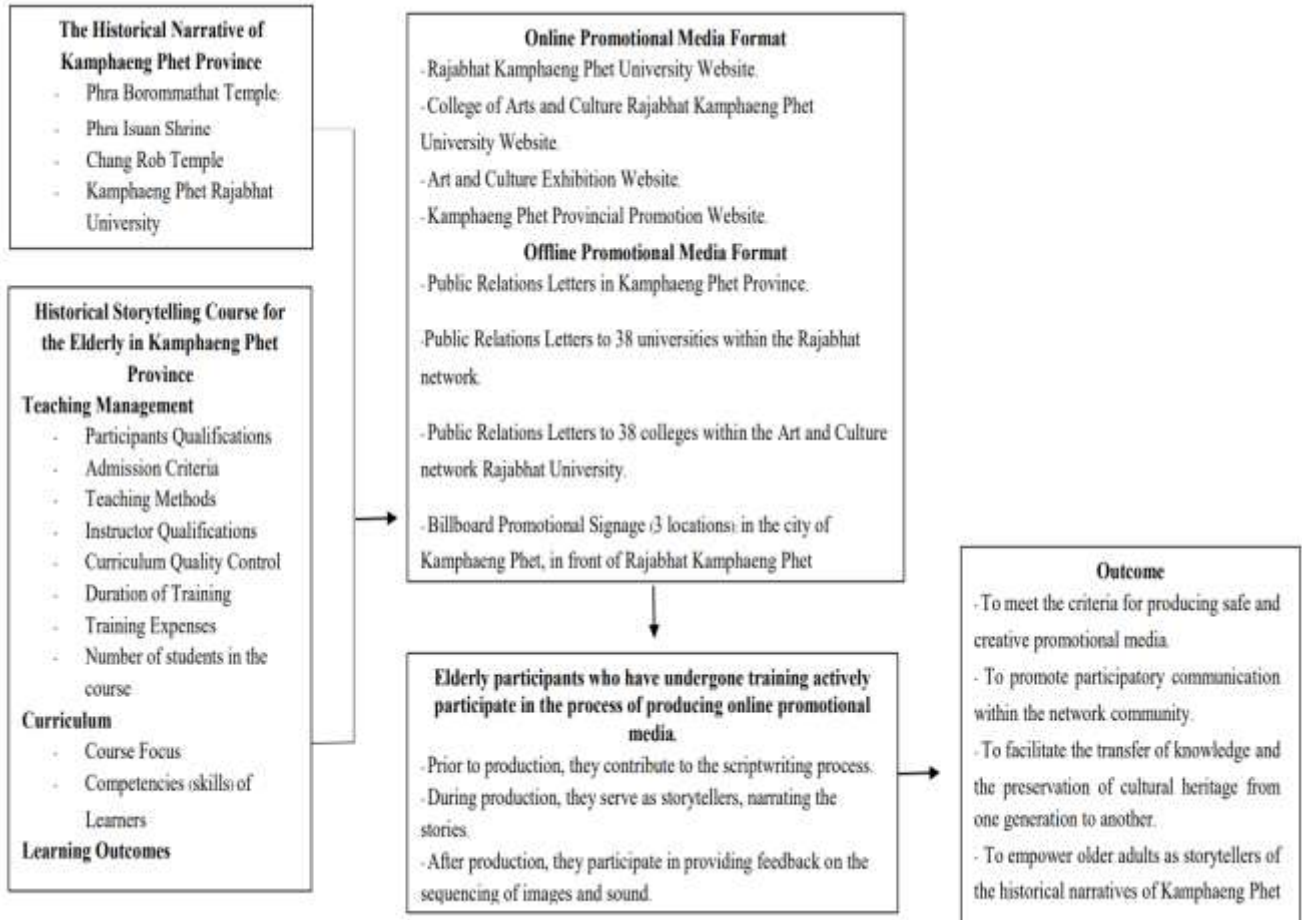 The Historical Narrative of
Kamphaeng Phet Province
- Phra Borommathat Temple.
- Phra Isuan Shrine
- Chang Rob Temple
- Kamphaeng Phet Rajabhat
University
Historical Storytelling Course for
the Elderly in Kamphaeng Phet
Province
Teaching Management
- Participants Qualifications
- Admission Criteria
- Teaching Methods
- Instructor Qualifications
- Curriculum Quality Control
- Duration of Training
- Training Expenses
- Number of students in the
course
Curriculum
- Course Focus
- Competencies (skills) of
Learners
Learning Outcomes
Online Promotional Media Format
- Rajabhat Kamphaeng Phet University Website.
- College of Arts and Culture Rajabhat Kamphaeng Phet
University Website.
- Art and Culture Exhibition Website.
- Kamphaeng Phet Provincial Promotion Website.
Offline Promotional Media Format
- Public Relations Letters in Kamphaeng Phet Province.
-Public Relations Letters to 38 universities within the Rajabhat
network.
- Public Relations Letters to 38 colleges within the Art and Culture
network Rajabhat University.
- Billboard Promotional Signage (3 locations) in the city of
Kamphaeng Phet, in front of Rajabhat Kamphaeng Phet
Elderly participants who have undergone training actively
participate in the process of producing online promotional
media.
- Prior to production, they contribute to the scriptwriting process.
- During production, they serve as storytellers, narrating the
stories.
- After production, they participate in providing feedback on the
sequencing of images and sound.
Outcome
- To meet the criteria for producing safe and
creative promotional media.
- To promote participatory communication
within the network community.
- To facilitate the transfer of knowledge and
the preservation of cultural heritage from
one generation to another.
- To empower older adults as storytellers of
the historical narratives of Kamphaeng Phet